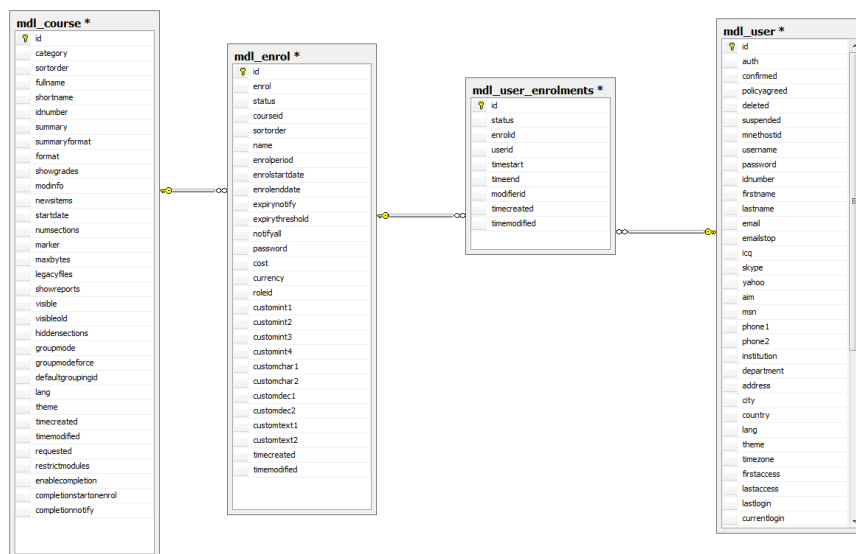 mdl_course *
id
category
sortorder
fullname
shortname
idnumber
summary
summaryformat
format
showgrades
modinfo
newsitems
startdate
numsections
marker
maxbytes
legacyfiles
showreports
visible
visibleold
hiddensections
groupmode
groupmodeforce
defaultgroupingid
lang
theme
timecreated
timemodified
requested
restrictmodules
enablecompletion
completionstartonenrol
completionnotify
mdl_enrol *
id
enrol
status
courseid
sortorder
name
enrolperiod
enrolstartdate
enrolenddate
expirynotify
expirythreshold
notifyall
password
cost
currency
roleid
customint1
customint2
customint3
customint4
customchar1
customchar2
customdec1
customdec2
customtext1
customtext2
timecreated
timemodified
mdl_user_enrolments *
id
status
enrolid
userid
timestart
timeend
modifierid
timecreated
timemodified
mdl_user *
id
auth
confirmed
policyagreed
deleted
suspended
mnethostid
username
password
idnumber
firstname
lastname
email
emailstop
icq
skype
yahoo
aim
msn
phone1
phone2
institution
department
address
city
country
lang
theme
timezone
firstaccess
lastaccess
lastlogin
currentlogin